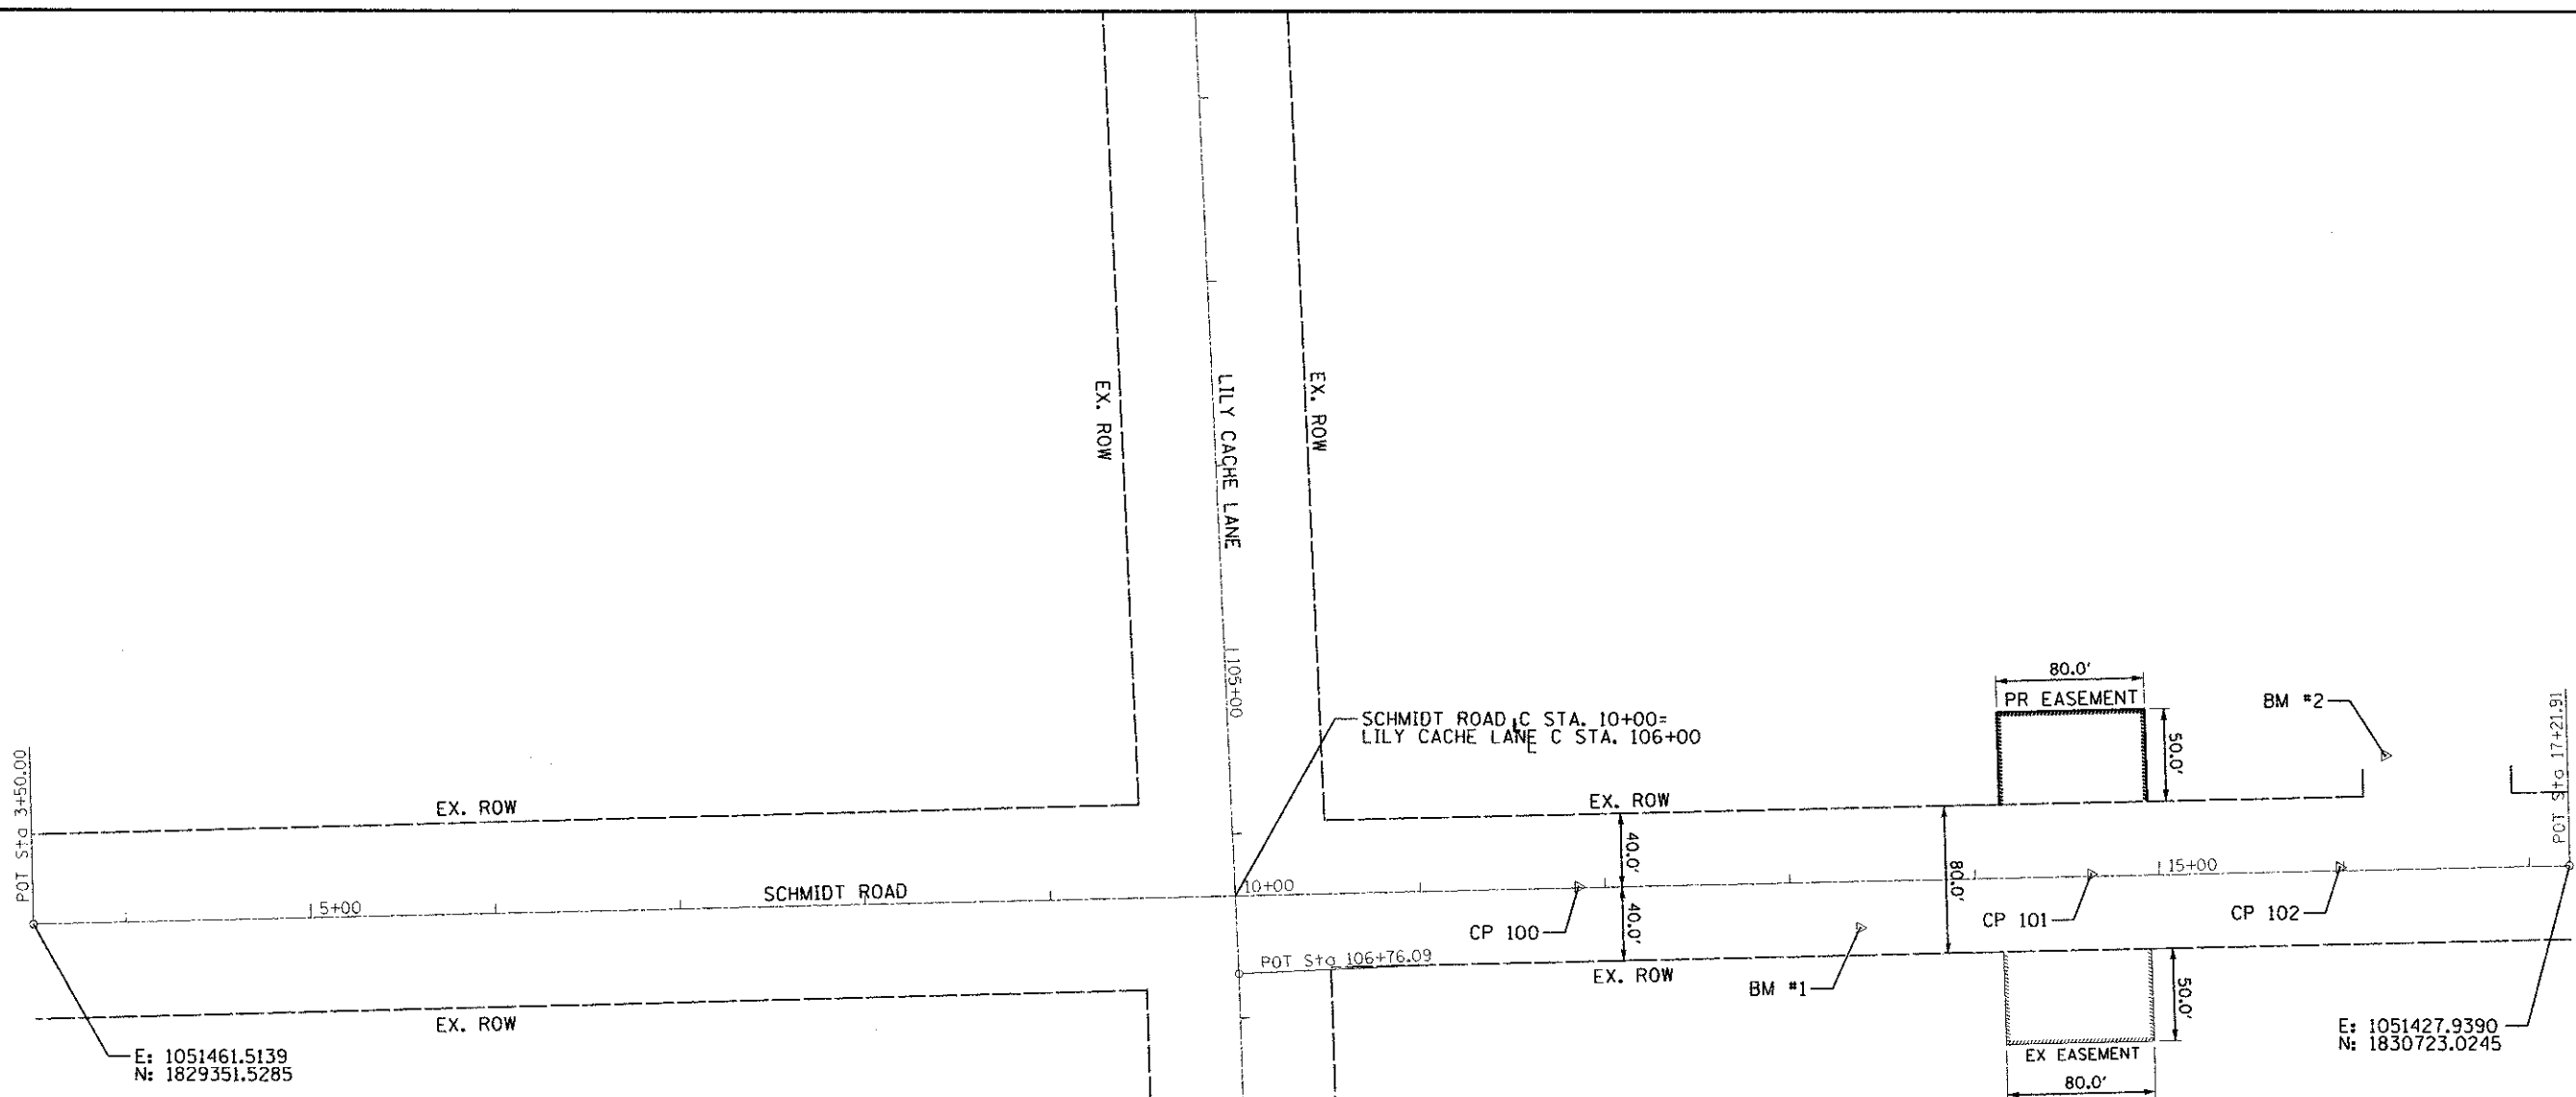 EX. ROW
LILY CACHE LANE
EX. ROW
105+00
SCHMIDT ROAD ℄ STA. 10+00=
LILY CACHE LANE ℄ STA. 106+00
80.0'
PR EASEMENT
50.0'
BM #2
POT Sta 17+21.91
POT Sta 3+50.00
EX. ROW
EX. ROW
40.0'
80.0'
5+00
SCHMIDT ROAD
10+00
15+00
40.0'
CP 100
CP 101
CP 102
POT Sta 106+76.09
EX. ROW
BM #1
50.0'
EX. ROW
E: 1051461.5139
N: 1829351.5285
EX EASEMENT
80.0'
E: 1051427.9390
N: 1830723.0245